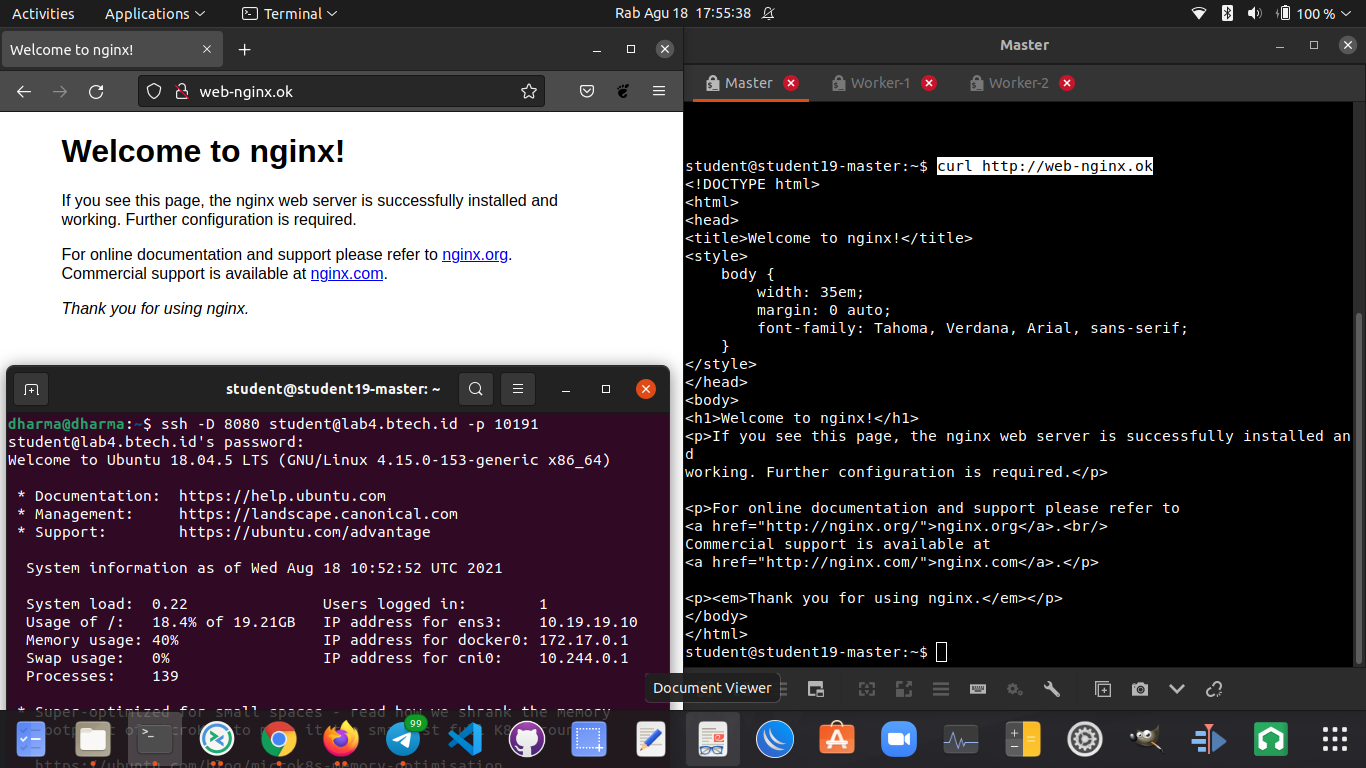 Activities Applications Terminal Rab Agu 18 17:55:38 100 %
Welcome to nginx!
web-nginx.ok
Welcome to nginx!
If you see this page, the nginx web server is successfully installed and
working. Further configuration is required.
For online documentation and support please refer to nginx.org.
Commercial support is available at nginx.com.
Thank you for using nginx.
student@student19-master: ~
dharma@dharma:~$ ssh -D 8080 student@lab4.btech.id -p 10191
student@lab4.btech.id's password:
Welcome to Ubuntu 18.04.5 LTS (GNU/Linux 4.15.0-153-generic x86_64)
* Documentation: https://help.ubuntu.com
* Management: https://landscape.canonical.com
* Support: https://ubuntu.com/advantage
System information as of Wed Aug 18 10:52:52 UTC 2021
System load: 0.22 Users logged in: 1
Usage of /: 18.4% of 19.21GB IP address for ens3: 10.19.19.10
Memory usage: 40% IP address for docker0: 172.17.0.1
Swap usage: 0% IP address for cni0: 10.244.0.1
Processes: 139
* Super-optimized for small spaces - read how we shrank the memory
Master
Master Worker-1 Worker-2
student@student19-master:~$ curl http://web-nginx.ok
<!DOCTYPE html>
<html>
<head>
<title>Welcome to nginx!</title>
<style>
body {
width: 35em;
margin: 0 auto;
font-family: Tahoma, Verdana, Arial, sans-serif;
}
</style>
</head>
<body>
<h1>Welcome to nginx!</h1>
<p>If you see this page, the nginx web server is successfully installed an
d
working. Further configuration is required.</p>
<p>For online documentation and support please refer to
<a href="http://nginx.org/">nginx.org</a>.<br/>
Commercial support is available at
<a href="http://nginx.com/">nginx.com</a>.</p>
<p><em>Thank you for using nginx.</em></p>
</body>
</html>
student@student19-master:~$
Document Viewer
99